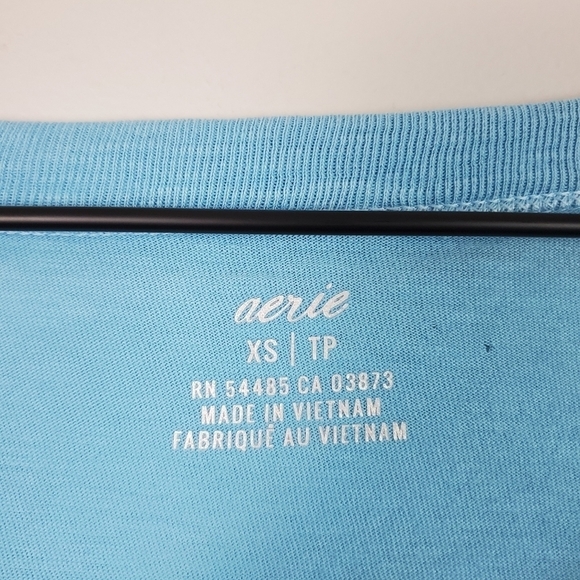 aerie
XS | TP
RN 54485 CA 03873
MADE IN VIETNAM
FABRIQUÉ AU VIETNAM